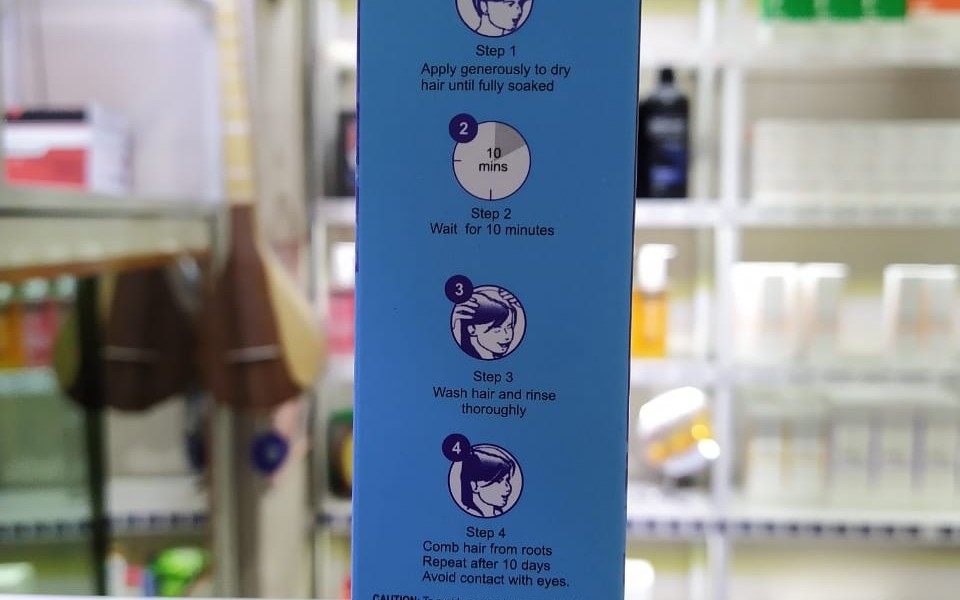 Step 1
Apply generously to dry
hair until fully soaked
2
10
mins
Step 2
Wait for 10 minutes
3
Step 3
Wash hair and rinse
thoroughly
4
Step 4
Comb hair from roots
Repeat after 10 days
Avoid contact with eyes.
CAUTION: